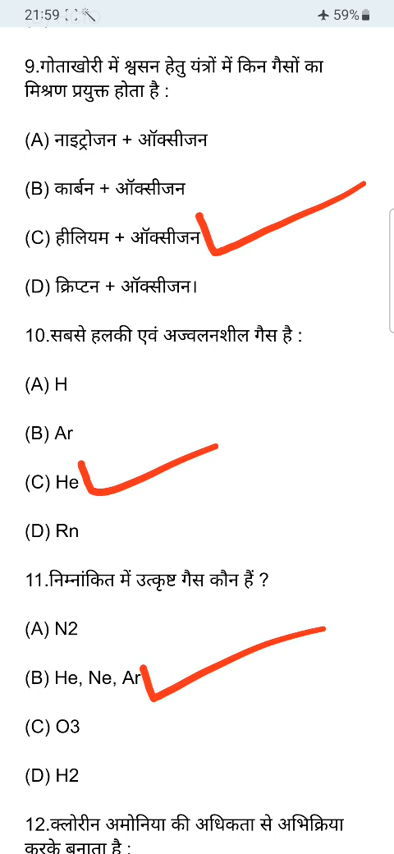 21:59
59%
9.गोताखोरी में श्वसन हेतु यंत्रों में किन गैसों का
मिश्रण प्रयुक्त होता है :
(A) नाइट्रोजन + ऑक्सीजन
(B) कार्बन + ऑक्सीजन
(C) हीलियम + ऑक्सीजन
(D) क्रिप्टन + ऑक्सीजन।
10.सबसे हलकी एवं अज्वलनशील गैस है :
(A) H
(B) Ar
(C) He
(D) Rn
11.निम्नांकित में उत्कृष्ट गैस कौन हैं ?
(A) N2
(B) He, Ne, Ar
(C) O3
(D) H2
12.क्लोरीन अमोनिया की अधिकता से अभिक्रिया
करके बनाता है :